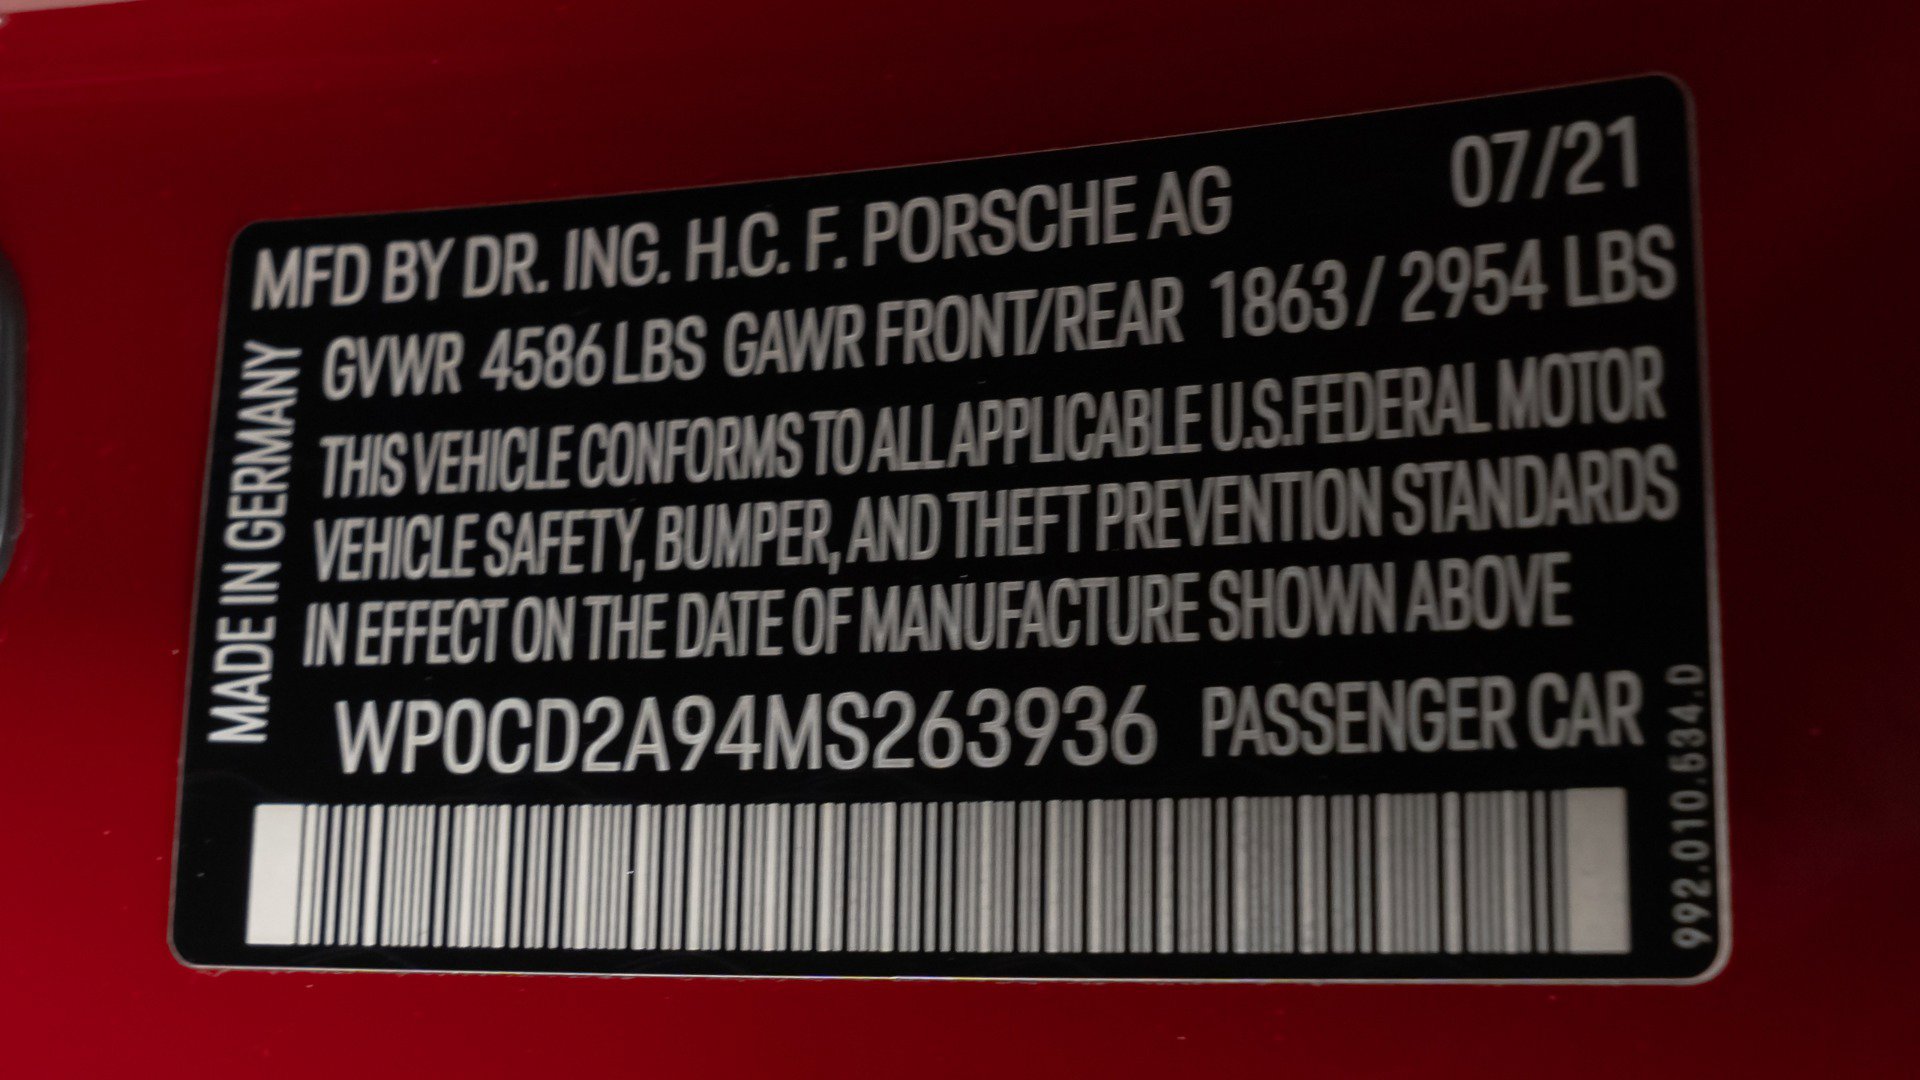 MFD BY DR. ING. H.C. F. PORSCHE AG 07/21
GVWR 4586 LBS GAWR FRONT/REAR 1863 / 2954 LBS
THIS VEHICLE CONFORMS TO ALL APPLICABLE U.S.FEDERAL MOTOR
VEHICLE SAFETY, BUMPER, AND THEFT PREVENTION STANDARDS
IN EFFECT ON THE DATE OF MANUFACTURE SHOWN ABOVE
WP0CD2A94MS263936 PASSENGER CAR
MADE IN GERMANY
992.010.534.D